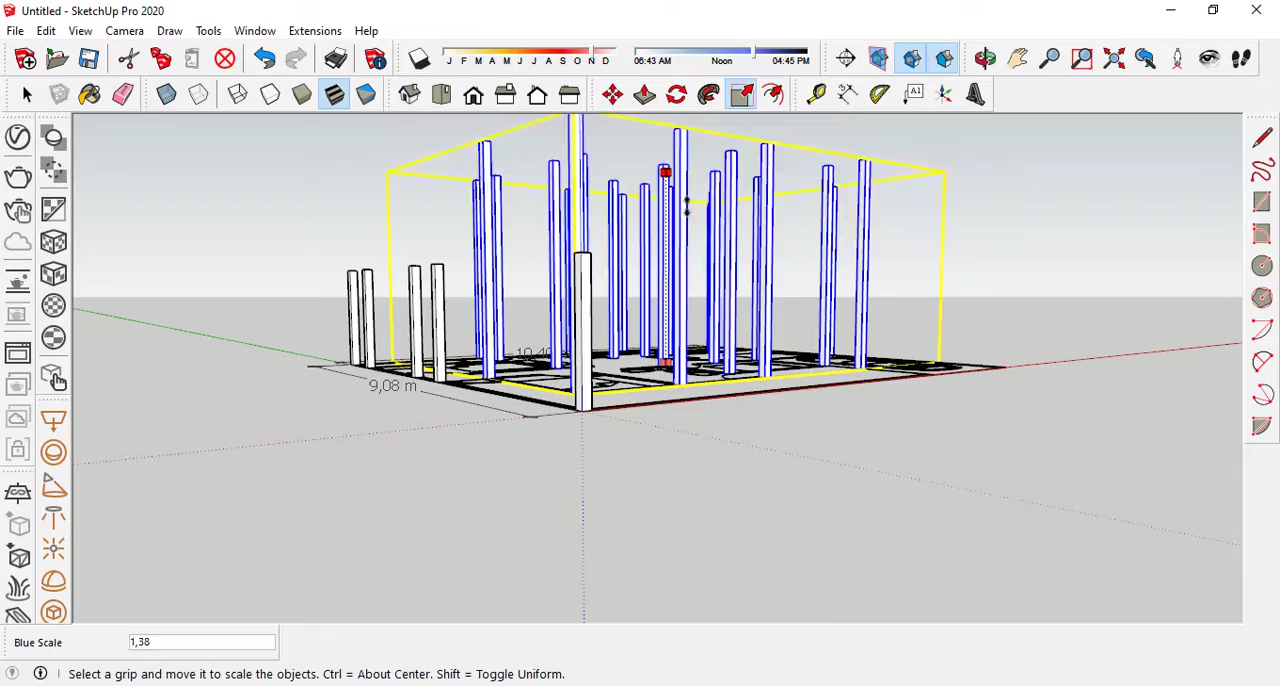 Untitled - SketchUp Pro 2020
File Edit View Camera Draw Tools Window Extensions Help
J F M A M J J A S O N D 06:43 AM Noon 04:45 PM
A1
9,08 m
Blue Scale 1,38
Select a grip and move it to scale the objects. Ctrl = About Center. Shift = Toggle Uniform.